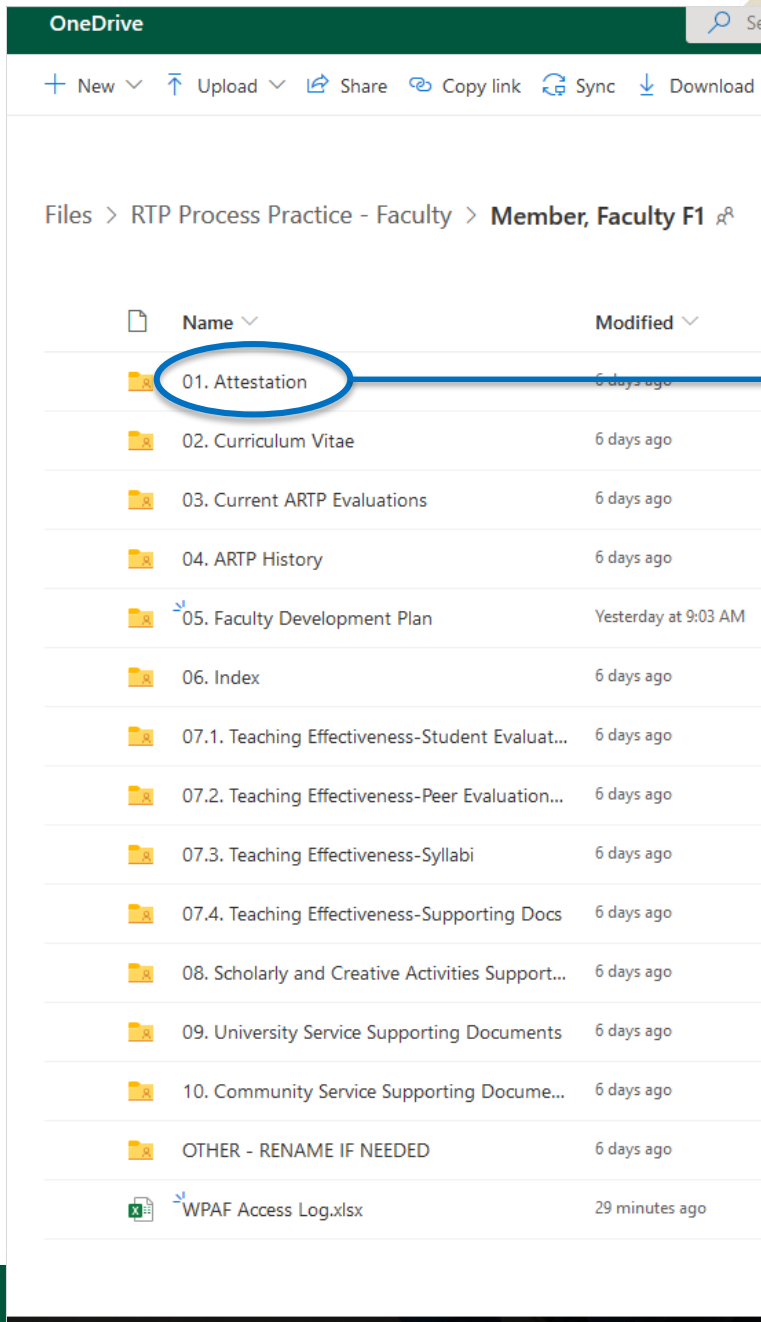 OneDrive
Se
New Upload Share Copy link Sync Download
Files > RTP Process Practice - Faculty > Member, Faculty F1
Name Modified
01. Attestation 6 days ago
02. Curriculum Vitae 6 days ago
03. Current ARTP Evaluations 6 days ago
04. ARTP History 6 days ago
05. Faculty Development Plan Yesterday at 9:03 AM
06. Index 6 days ago
07.1. Teaching Effectiveness-Student Evaluat... 6 days ago
07.2. Teaching Effectiveness-Peer Evaluation... 6 days ago
07.3. Teaching Effectiveness-Syllabi 6 days ago
07.4. Teaching Effectiveness-Supporting Docs 6 days ago
08. Scholarly and Creative Activities Support... 6 days ago
09. University Service Supporting Documents 6 days ago
10. Community Service Supporting Docume... 6 days ago
OTHER - RENAME IF NEEDED 6 days ago
WPAF Access Log.xlsx 29 minutes ago